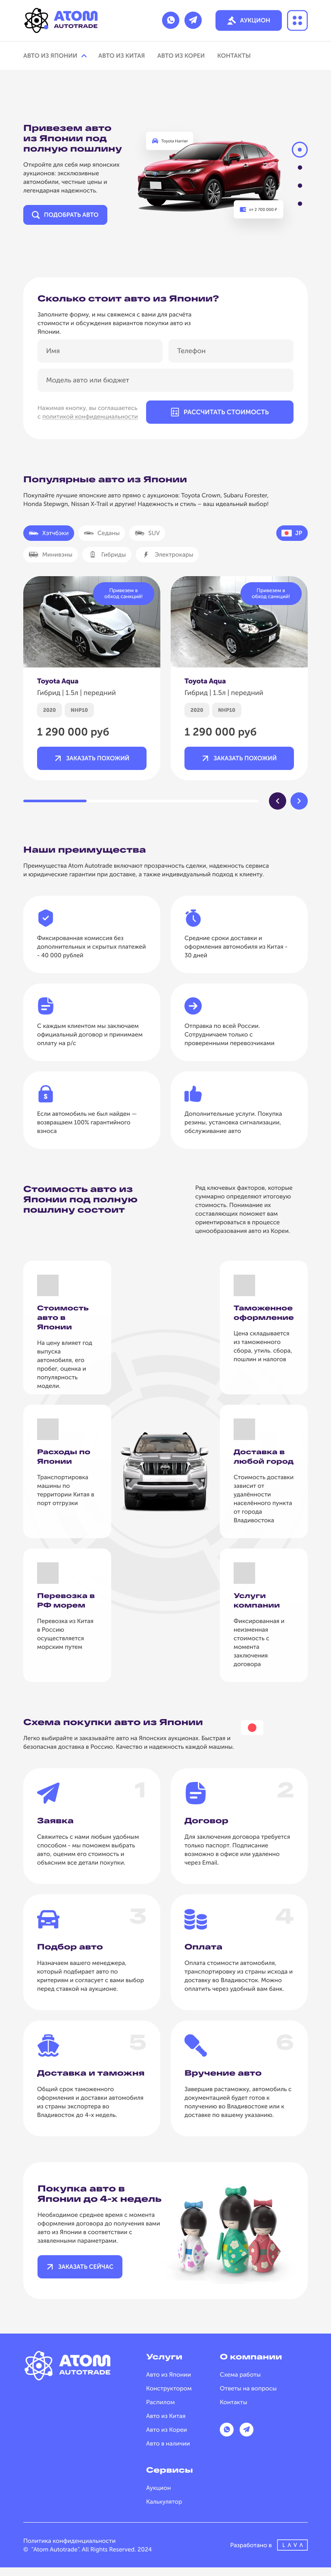 ATOM
AUTOTRADE
АУКЦИОН
АВТО ИЗ ЯПОНИИ
АВТО ИЗ КИТАЯ
АВТО ИЗ КОРЕИ
КОНТАКТЫ
Привезем авто
из Японии под
полную пошлину
Откройте для себя мир японских
аукционов: эксклюзивные
автомобили, честные цены и
легендарная надежность.
ПОДОБРАТЬ АВТО
Toyota Harrier
от 2 700 000 ₽
Сколько стоит авто из Японии?
Заполните форму, и мы свяжемся с вами для расчёта
стоимости и обсуждения вариантов покупки авто из
Японии.
Имя
Телефон
Модель авто или бюджет
Нажимая кнопку, вы соглашаетесь
с политикой конфиденциальности
РАССЧИТАТЬ СТОИМОСТЬ
Популярные авто из Японии
Покупайте лучшие японские авто прямо с аукционов: Toyota Crown, Subaru Forester,
Honda Stepwgn, Nissan X-Trail и другие! Надежность и стиль – ваш идеальный выбор!
Хэтчбэки
Седаны
SUV
JP
Минивэны
Гибриды
Электрокары
Привезем в
обход санкций!
Привезем в
обход санкций!
Toyota Aqua
Гибрид | 1.5л | передний
2020
NHP10
1 290 000 руб
ЗАКАЗАТЬ ПОХОЖИЙ
Toyota Aqua
Гибрид | 1.5л | передний
2020
NHP10
1 290 000 руб
ЗАКАЗАТЬ ПОХОЖИЙ
Наши преимущества
Преимущества Atom Autotrade включают прозрачность сделки, надежность сервиса
и юридические гарантии при доставке, а также индивидуальный подход к клиенту.
Фиксированная комиссия без
дополнительных и скрытых платежей
- 40 000 рублей
Средние сроки доставки и
оформления автомобиля из Китая -
30 дней
С каждым клиентом мы заключаем
официальный договор и принимаем
оплату на р/с
Отправка по всей России.
Сотрудничаем только с
проверенными перевозчиками
Если автомобиль не был найден —
возвращаем 100% гарантийного
взноса
Дополнительные услуги. Покупка
резины, установка сигнализации,
обслуживание авто
Стоимость авто из
Японии под полную
пошлину состоит
Ряд ключевых факторов, которые
суммарно определяют итоговую
стоимость. Понимание их
составляющих поможет вам
ориентироваться в процессе
ценообразования авто из Кореи.
Стоимость
авто в
Японии
На цену влияет год
выпуска
автомобиля, его
пробег, оценка и
популярность
модели.
Таможенное
оформление
Цена складывается
из таможенного
сбора, утиль. сбора,
пошлин и налогов
Расходы по
Японии
Транспортировка
машины по
территории Китая в
порт отгрузки
Доставка в
любой город
Стоимость доставки
зависит от
удалённости
населённого пункта
от города
Владивостока
Перевозка в
РФ морем
Перевозка из Китая
в Россию
осуществляется
морским путем
Услуги
компании
Фиксированная и
неизменная
стоимость с
момента
заключения
договора
Схема покупки авто из Японии
Легко выбирайте и заказывайте авто на Японских аукционах. Быстрая и
безопасная доставка в Россию. Качество и надежность каждой машины.
1
Заявка
Свяжитесь с нами любым удобным
способом - мы поможем выбрать
авто, оценим его стоимость и
объясним все детали покупки.
2
Договор
Для заключения договора требуется
только паспорт. Подписание
возможно в офисе или удаленно
через Email.
3
Подбор авто
Назначаем вашего менеджера,
который подбирает авто по
критериям и согласует с вами выбор
перед ставкой на аукционе.
4
Оплата
Оплата стоимости автомобиля,
транспортировку из страны исхода и
доставку во Владивосток. Можно
оплатить через удобный вам банк.
5
Доставка и таможня
Общий срок таможенного
оформления и доставки автомобиля
из страны экспортера во
Владивосток до 4-х недель.
6
Вручение авто
Завершив растаможку, автомобиль с
документацией будет готов к
получению во Владивостоке или к
доставке по вашему указанию.
Покупка авто в
Японии до 4-х недель
Необходимое среднее время с момента
оформления договора до получения вами
авто из Японии в соответствии с
заявленными параметрами.
ЗАКАЗАТЬ СЕЙЧАС
ATOM
AUTOTRADE
Услуги
Авто из Японии
Конструктором
Распилом
Авто из Китая
Авто из Кореи
Авто в наличии
О компании
Схема работы
Ответы на вопросы
Контакты
Сервисы
Аукцион
Калькулятор
Политика конфиденциальности
© "Atom Autotrade". All Rights Reserved. 2024
Разработано в
LAVA